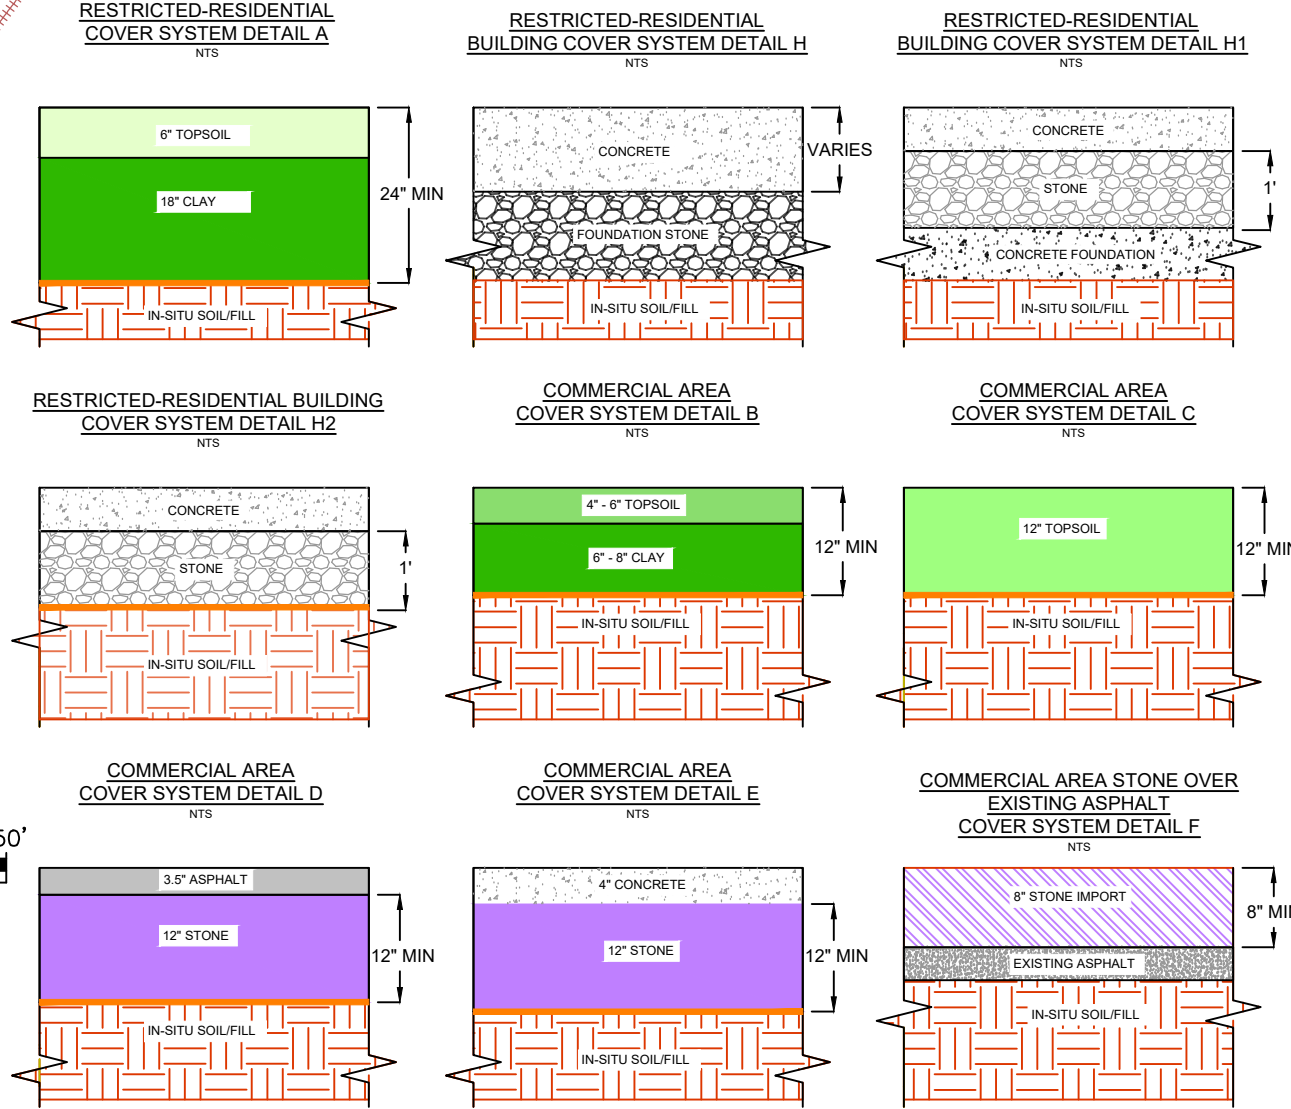 RESTRICTED-RESIDENTIAL
COVER SYSTEM DETAIL A
NTS
6" TOPSOIL
18" CLAY
24" MIN
IN-SITU SOIL/FILL
RESTRICTED-RESIDENTIAL
BUILDING COVER SYSTEM DETAIL H
NTS
CONCRETE
VARIES
FOUNDATION STONE
IN-SITU SOIL/FILL
RESTRICTED-RESIDENTIAL
BUILDING COVER SYSTEM DETAIL H1
NTS
CONCRETE
STONE
1'
CONCRETE FOUNDATION
IN-SITU SOIL/FILL
RESTRICTED-RESIDENTIAL BUILDING
COVER SYSTEM DETAIL H2
NTS
CONCRETE
STONE
1'
IN-SITU SOIL/FILL
COMMERCIAL AREA
COVER SYSTEM DETAIL B
NTS
4" - 6" TOPSOIL
6" - 8" CLAY
12" MIN
IN-SITU SOIL/FILL
COMMERCIAL AREA
COVER SYSTEM DETAIL C
NTS
12" TOPSOIL
12" MIN
IN-SITU SOIL/FILL
COMMERCIAL AREA
COVER SYSTEM DETAIL D
NTS
3.5" ASPHALT
12" STONE
12" MIN
IN-SITU SOIL/FILL
COMMERCIAL AREA
COVER SYSTEM DETAIL E
NTS
4" CONCRETE
12" STONE
12" MIN
IN-SITU SOIL/FILL
COMMERCIAL AREA STONE OVER
EXISTING ASPHALT
COVER SYSTEM DETAIL F
NTS
8" STONE IMPORT
8" MIN
EXISTING ASPHALT
IN-SITU SOIL/FILL